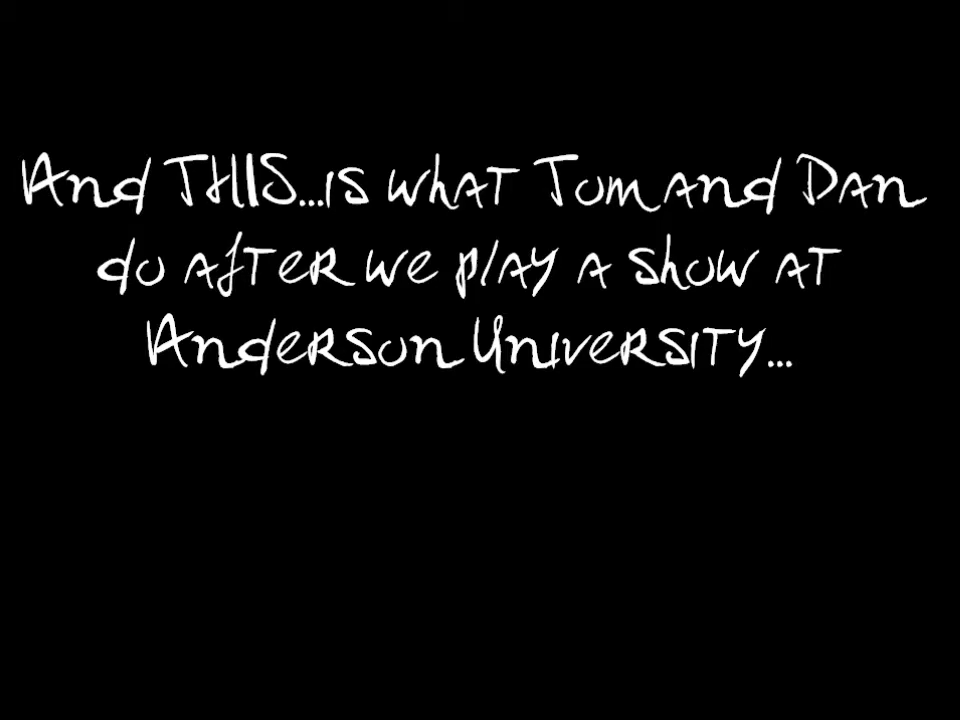 And THIS...is what Tom and Dan
do after we play a show at
Anderson University...